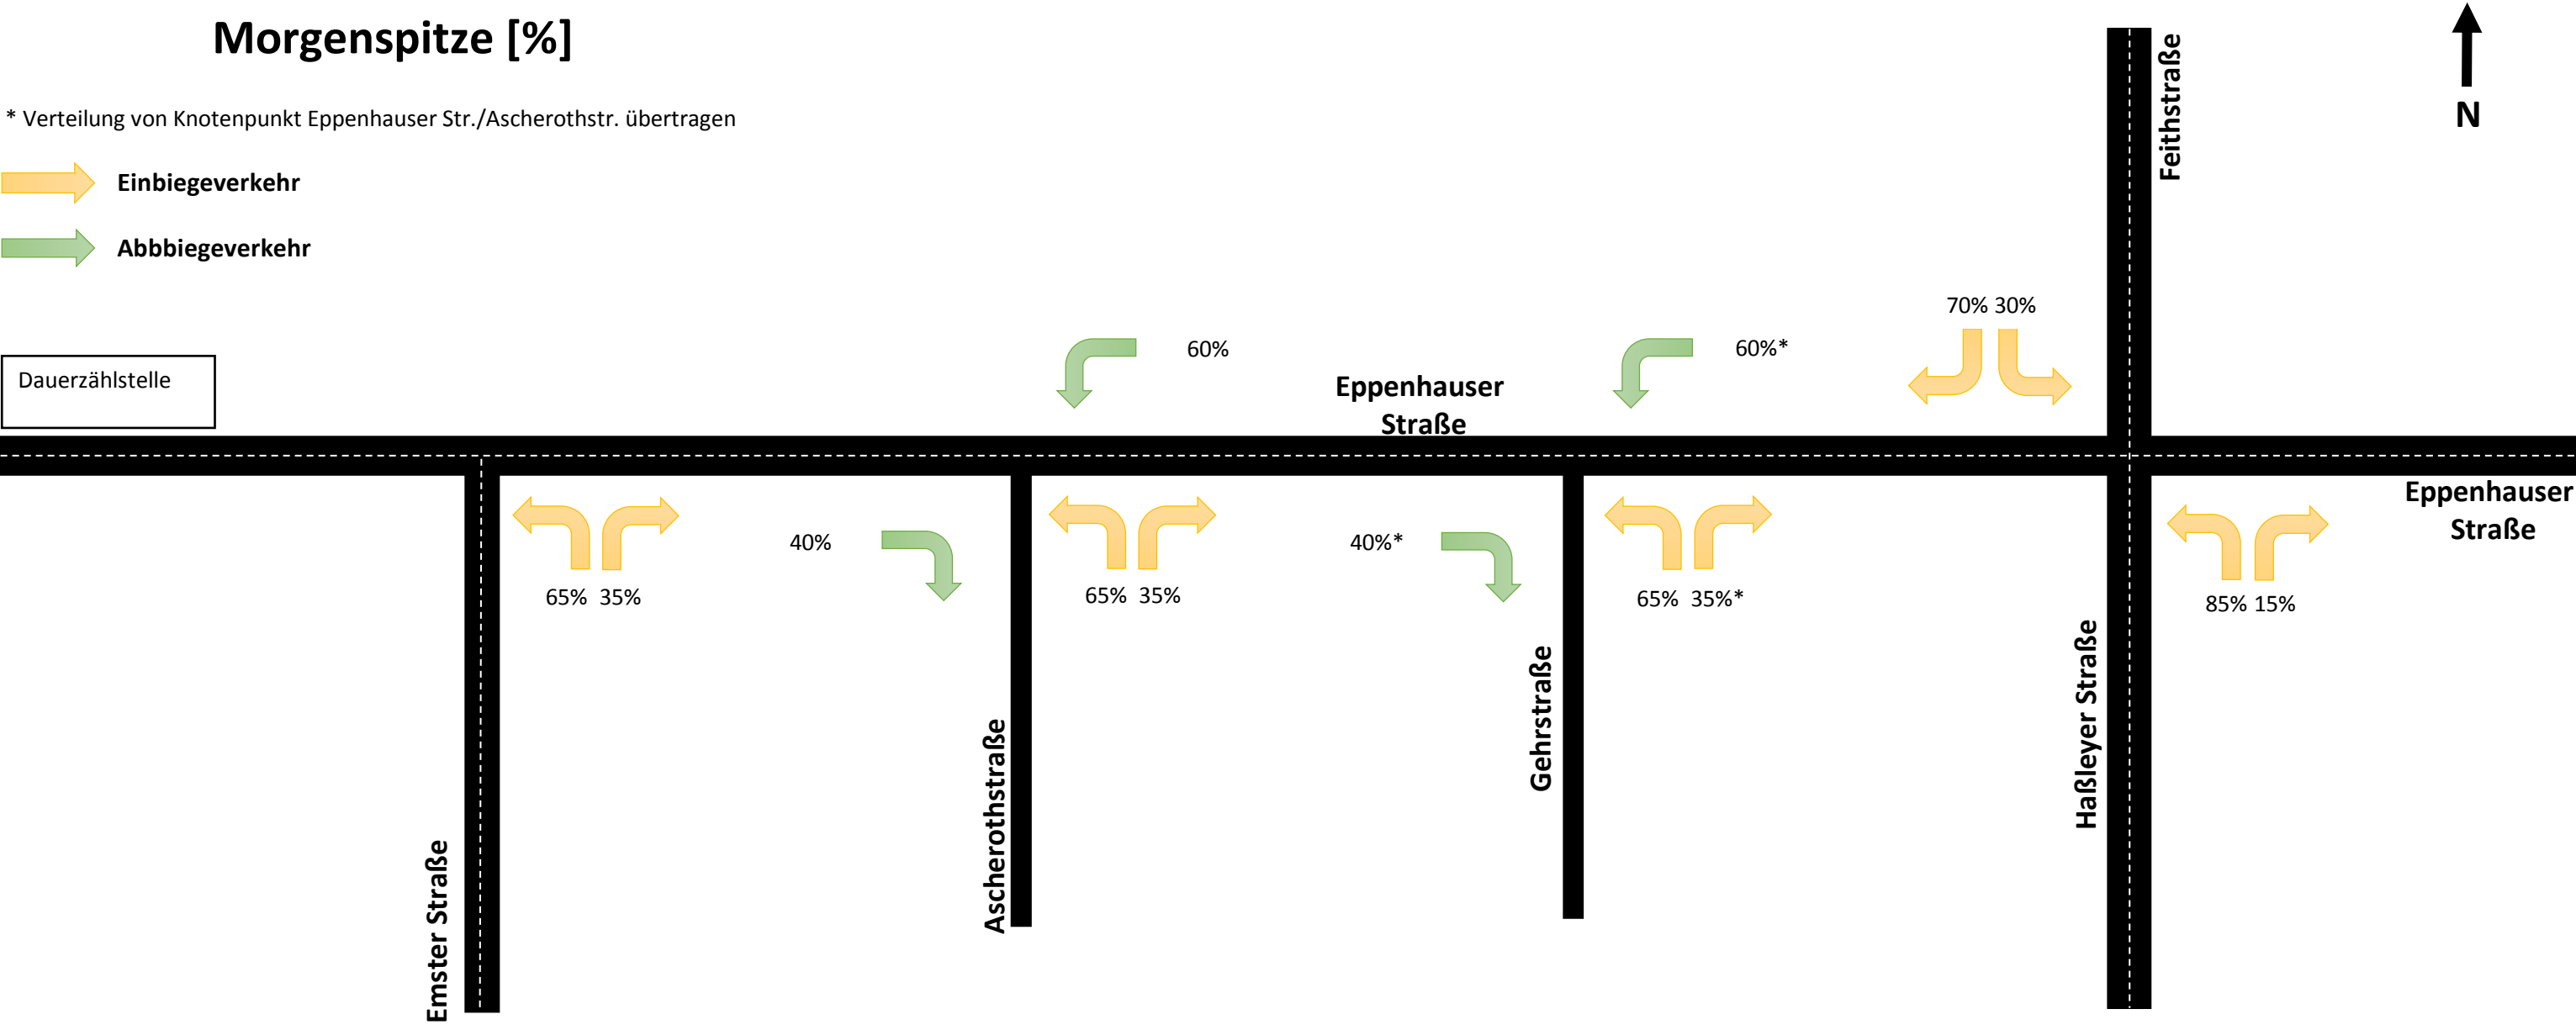 Morgenspitze [%]
* Verteilung von Knotenpunkt Eppenhauser Str./Ascherothstr. übertragen
Einbiegeverkehr
Abbbiegeverkehr
N
Feithstraße
70% 30%
60%
60%*
Dauerzählstelle
Eppenhauser
Straße
Eppenhauser
Straße
40%
40%*
65% 35%
65% 35%
65% 35%*
85% 15%
Emster Straße
Ascherothstraße
Gehrstraße
Haßleyer Straße